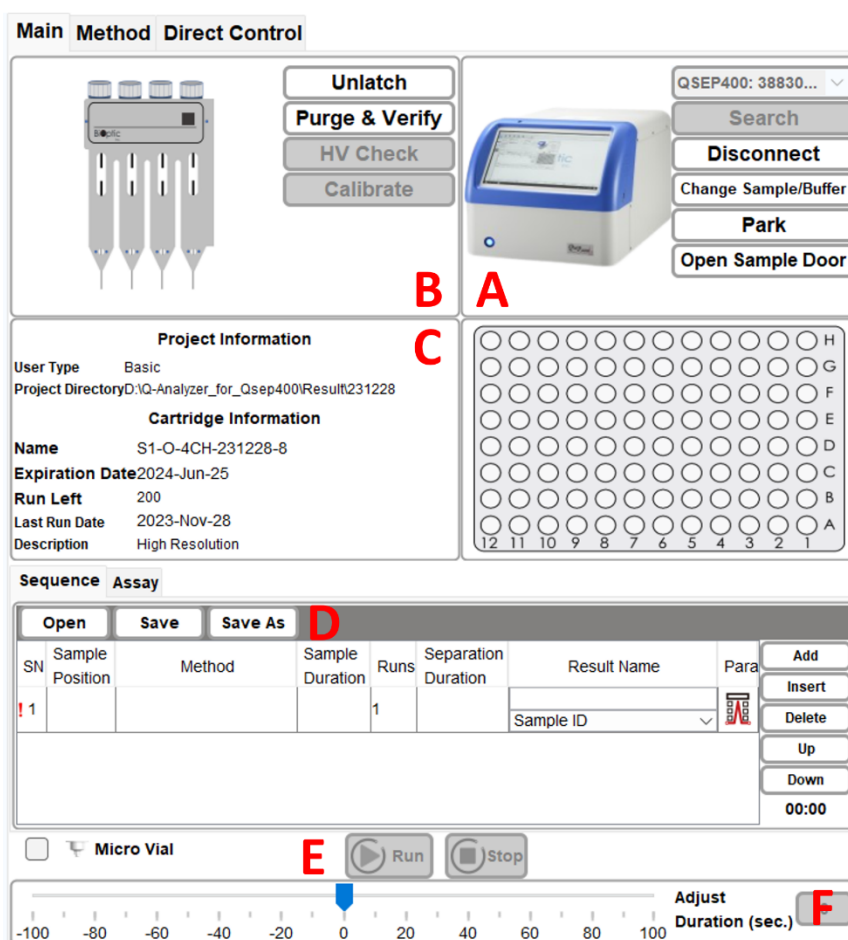 Main Method Direct Control
Unlatch
Purge & Verify
HV Check
Calibrate
BiOptic
B
QSEP400: 38830...
Search
Disconnect
Change Sample/Buffer
Park
Open Sample Door
A
Project Information
C
User Type Basic
Project Directory D:\Q-Analyzer_for_Qsep400\Result\231228
Cartridge Information
Name S1-O-4CH-231228-8
Expiration Date 2024-Jun-25
Run Left 200
Last Run Date 2023-Nov-28
Description High Resolution
H
G
F
E
D
C
B
A
12 11 10 9 8 7 6 5 4 3 2 1
Sequence Assay
Open Save Save As D
SN Sample Position Method Sample Duration Runs Separation Duration Result Name Para
! 1 1 Sample ID
Add
Insert
Delete
Up
Down
00:00
Micro Vial E Run Stop
-100 -80 -60 -40 -20 0 20 40 60 80 100
Adjust
Duration (sec.) F